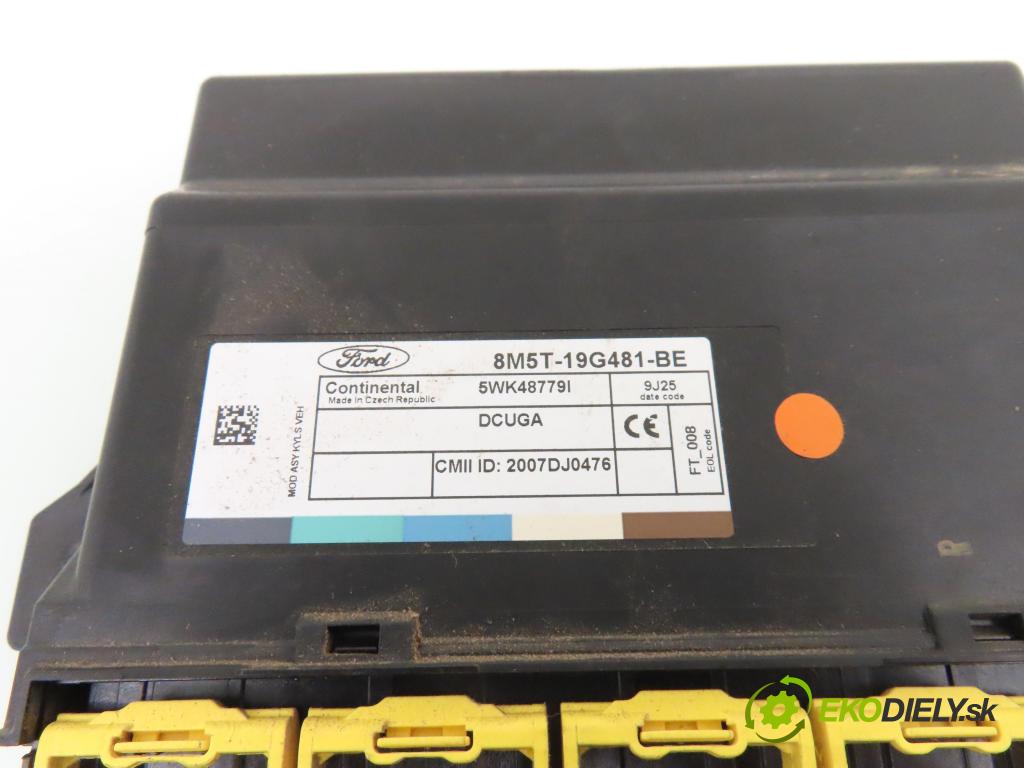 Ford 8M5T-19G481-BE
Continental 5WK48779I 9J25
Made in Czech Republic date code
MOD ASY KYLS VEH
DCUGA CE
CMII ID: 2007DJ0476
FT_008
EOL code
EKODIELY.sk